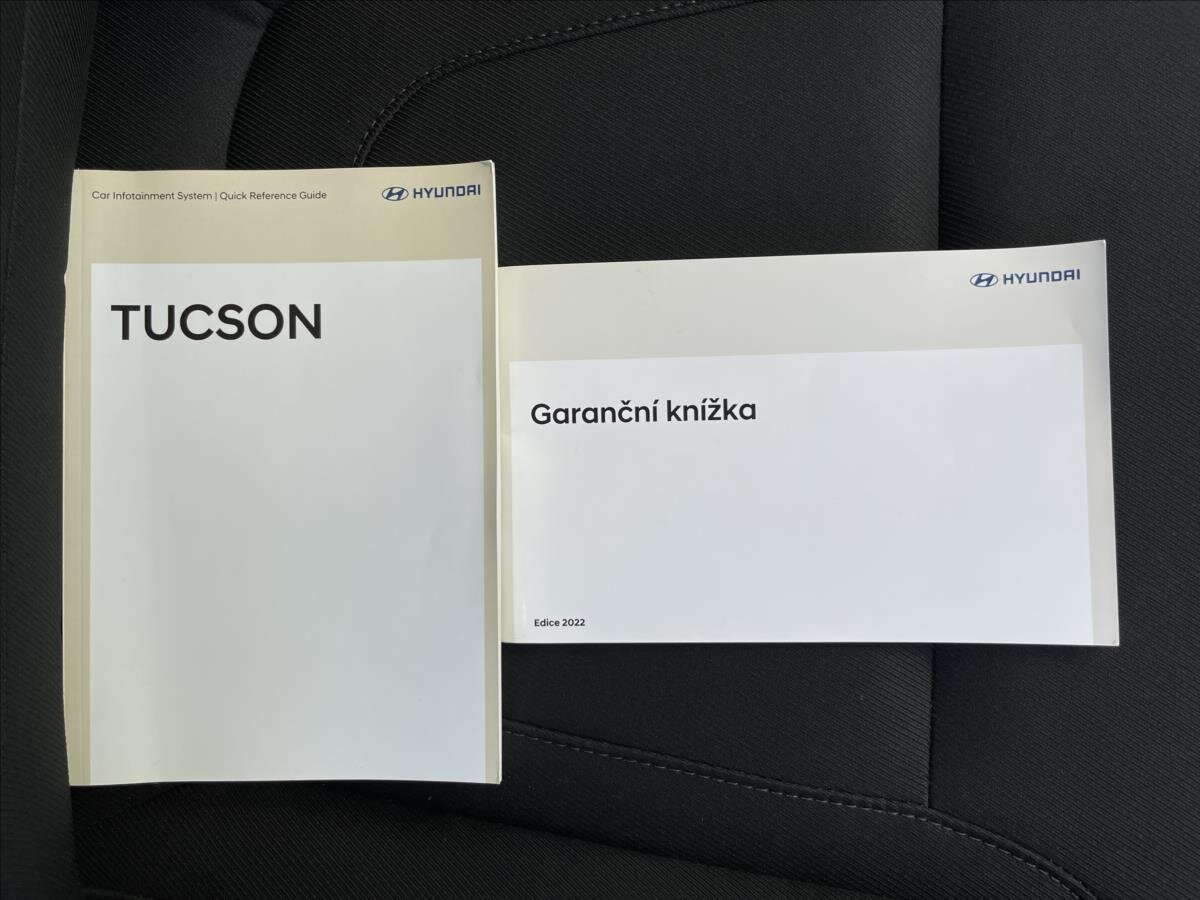 Car Infotainment System | Quick Reference Guide
HYUNDAI
TUCSON
HYUNDAI
Garanční knížka
Edice 2022